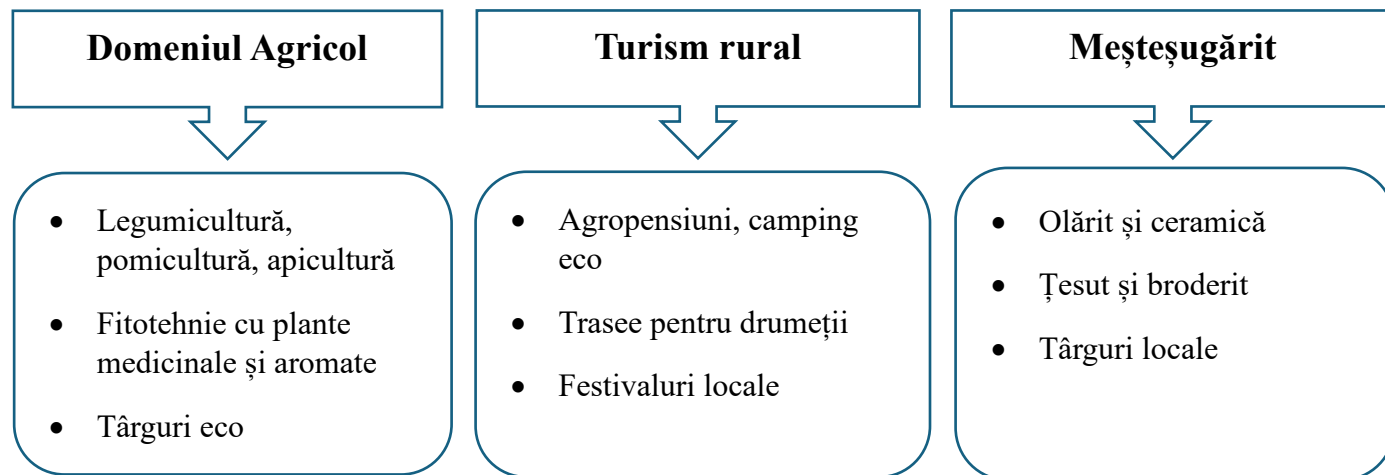 Domeniul Agricol
Legumicultură,
pomicultură, apicultură
Fitotehnie cu plante
medicinale și aromate
Târguri eco
Turism rural
Agropensiuni, camping
eco
Trasee pentru drumeții
Festivaluri locale
Meșteșugărit
Olărit și ceramică
Țesut și broderit
Târguri locale